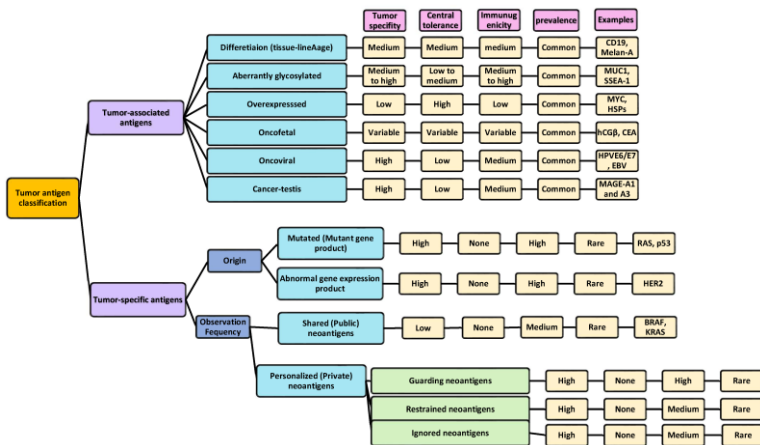 Tumor specifity
Central tolerance
Immunug enicity
prevalence
Examples
Differetiaion (tissue-lineAage)
Medium
Medium
medium
Common
CD19, Melan-A
Aberrantly glycosylated
Medium to high
Low to medium
Medium to high
Common
MUC1, SSEA-1
Tumor-associated antigens
Overexpresssed
Low
High
Low
Common
MYC, HSPs
Oncofetal
Variable
Variable
Variable
Common
hCGβ, CEA
Oncoviral
High
Low
Medium
Common
HPVE6/E7 , EBV
Cancer-testis
High
Low
Medium
Common
MAGE-A1 and A3
Tumor antigen classification
Tumor-specific antigens
Origin
Mutated (Mutant gene product)
High
None
High
Rare
RAS, p53
Abnormal gene expression product
High
None
High
Rare
HER2
Observation Fequency
Shared (Public) neoantigens
Low
None
Medium
Rare
BRAF, KRAS
Personalized (Private) neoantigens
Guarding neoantigens
High
None
High
Rare
Restrained neoantigens
High
None
Medium
Rare
Ignored neoantigens
High
None
Medium
Rare